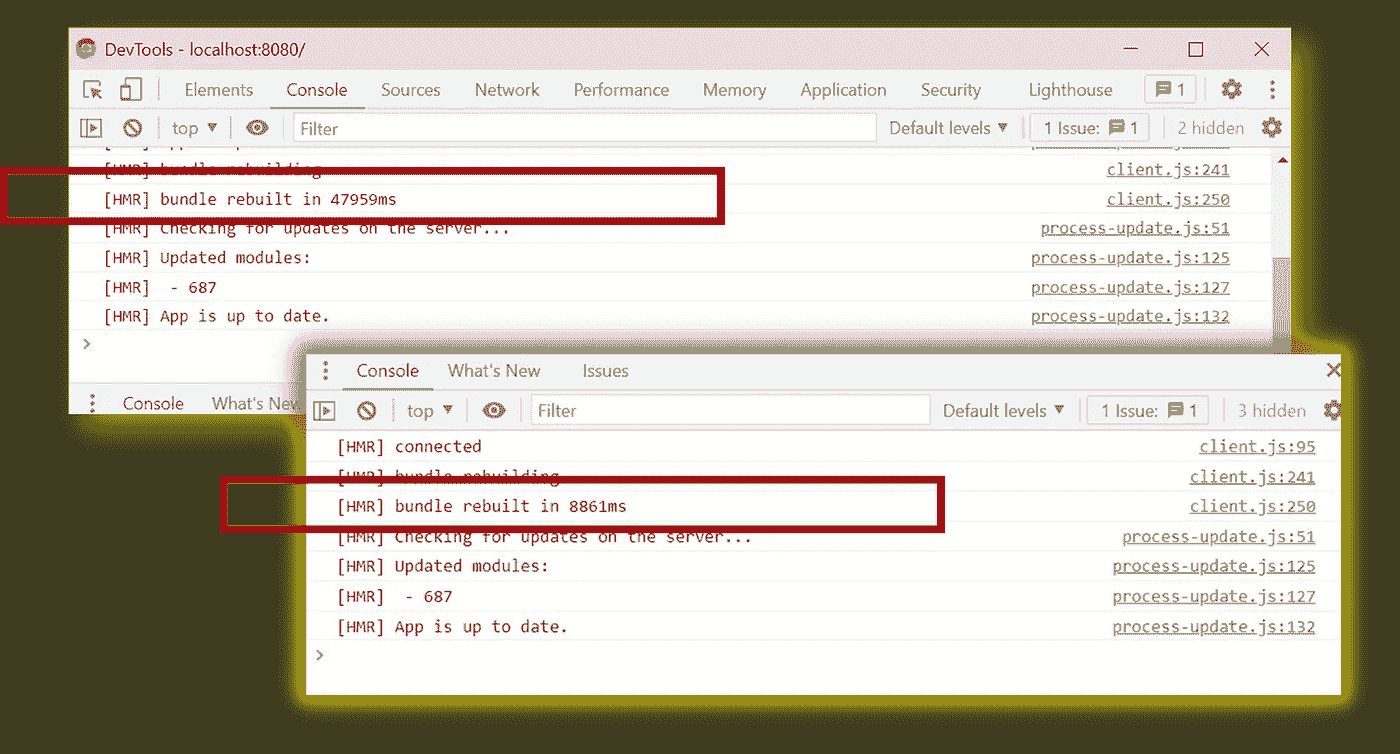 DevTools - localhost:8080/
Elements Console Sources Network Performance Memory Application Security Lighthouse 1
top Filter Default levels 1 Issue: 1 2 hidden
[HMR] bundle rebuilding client.js:241
[HMR] bundle rebuilt in 47959ms client.js:250
[HMR] Checking for updates on the server... process-update.js:51
[HMR] Updated modules: process-update.js:125
[HMR] - 687 process-update.js:127
[HMR] App is up to date. process-update.js:132
>
Console What's New
Console What's New Issues
top Filter Default levels 1 Issue: 1 3 hidden
[HMR] connected client.js:95
[HMR] bundle rebuilding client.js:241
[HMR] bundle rebuilt in 8861ms client.js:250
[HMR] Checking for updates on the server... process-update.js:51
[HMR] Updated modules: process-update.js:125
[HMR] - 687 process-update.js:127
[HMR] App is up to date. process-update.js:132
>